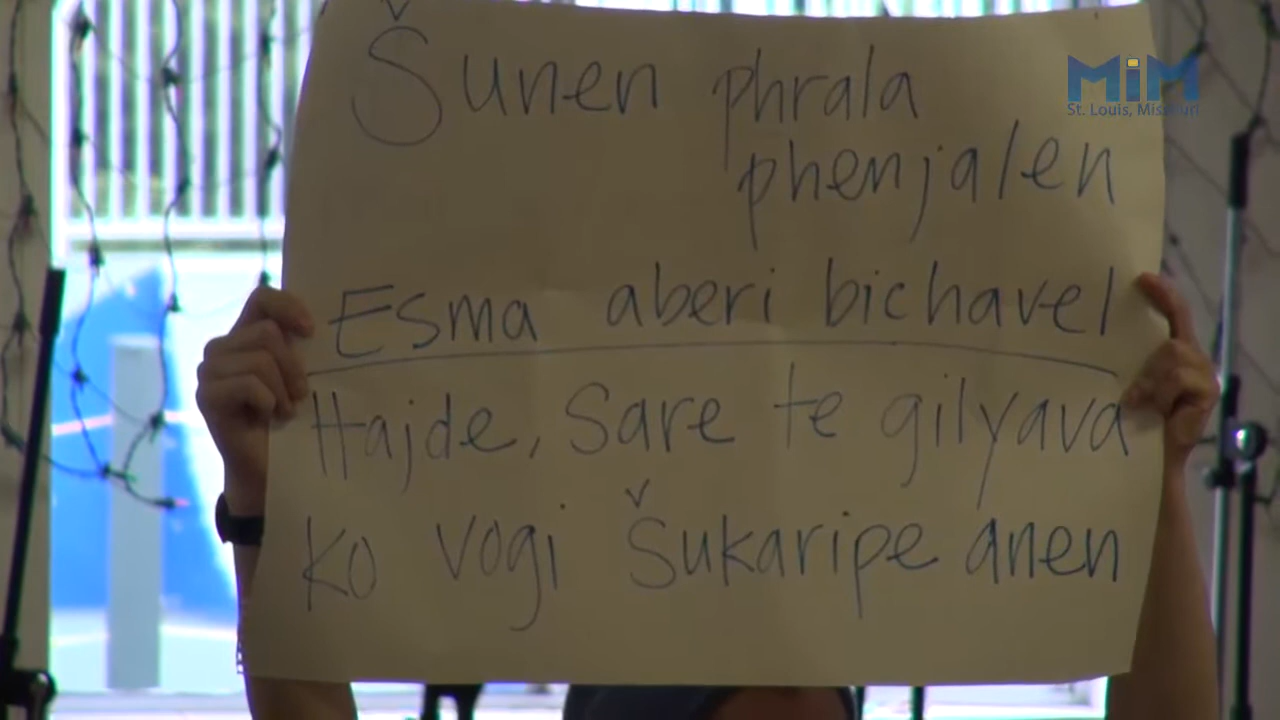 Šunen phrala
phenjalen
Esma aberi bichavel
Hajde, Sare te gilyava
Ko vogi šukaripe anen
MiM
St. Louis, Missouri